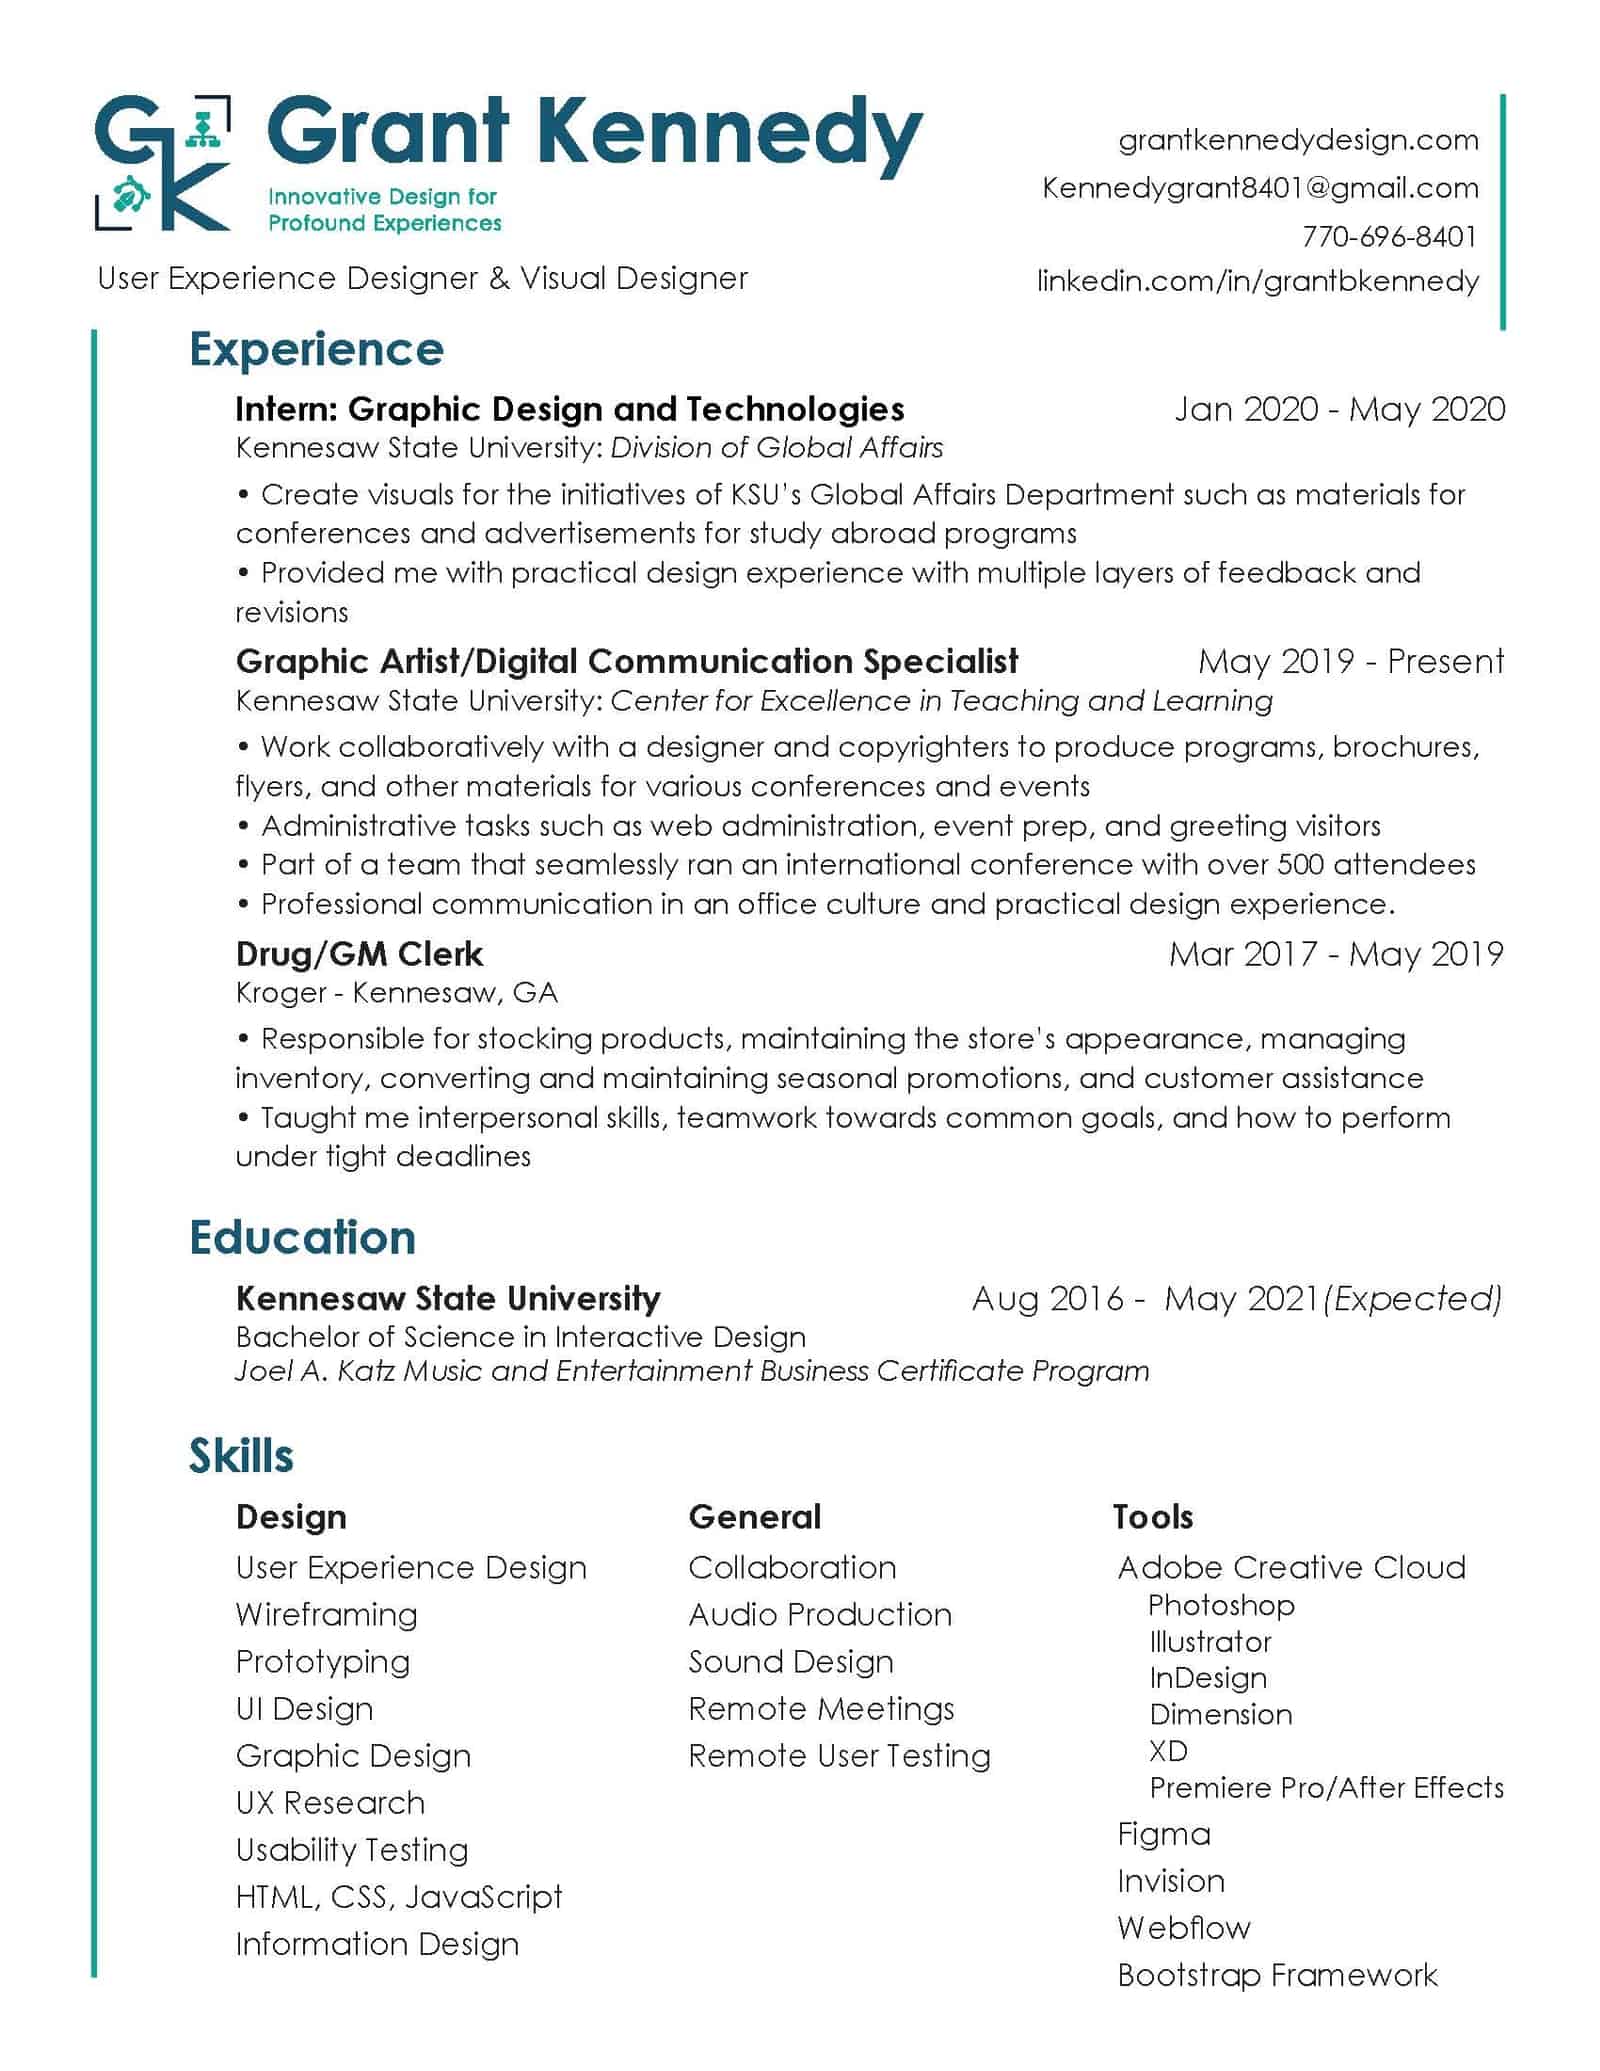 GK
Grant Kennedy
Innovative Design for
Profound Experiences
User Experience Designer & Visual Designer
grantkennedydesign.com
Kennedygrant8401@gmail.com
770-696-8401
linkedin.com/in/grantbkennedy
Experience
Intern: Graphic Design and Technologies Jan 2020 - May 2020
Kennesaw State University: Division of Global Affairs
• Create visuals for the initiatives of KSU's Global Affairs Department such as materials for
conferences and advertisements for study abroad programs
• Provided me with practical design experience with multiple layers of feedback and
revisions
Graphic Artist/Digital Communication Specialist May 2019 - Present
Kennesaw State University: Center for Excellence in Teaching and Learning
• Work collaboratively with a designer and copyrighters to produce programs, brochures,
flyers, and other materials for various conferences and events
• Administrative tasks such as web administration, event prep, and greeting visitors
• Part of a team that seamlessly ran an international conference with over 500 attendees
• Professional communication in an office culture and practical design experience.
Drug/GM Clerk Mar 2017 - May 2019
Kroger - Kennesaw, GA
• Responsible for stocking products, maintaining the store's appearance, managing
inventory, converting and maintaining seasonal promotions, and customer assistance
• Taught me interpersonal skills, teamwork towards common goals, and how to perform
under tight deadlines
Education
Kennesaw State University Aug 2016 - May 2021(Expected)
Bachelor of Science in Interactive Design
Joel A. Katz Music and Entertainment Business Certificate Program
Skills
Design
User Experience Design
Wireframing
Prototyping
UI Design
Graphic Design
UX Research
Usability Testing
HTML, CSS, JavaScript
Information Design
General
Collaboration
Audio Production
Sound Design
Remote Meetings
Remote User Testing
Tools
Adobe Creative Cloud
Photoshop
Illustrator
InDesign
Dimension
XD
Premiere Pro/After Effects
Figma
Invision
Webflow
Bootstrap Framework